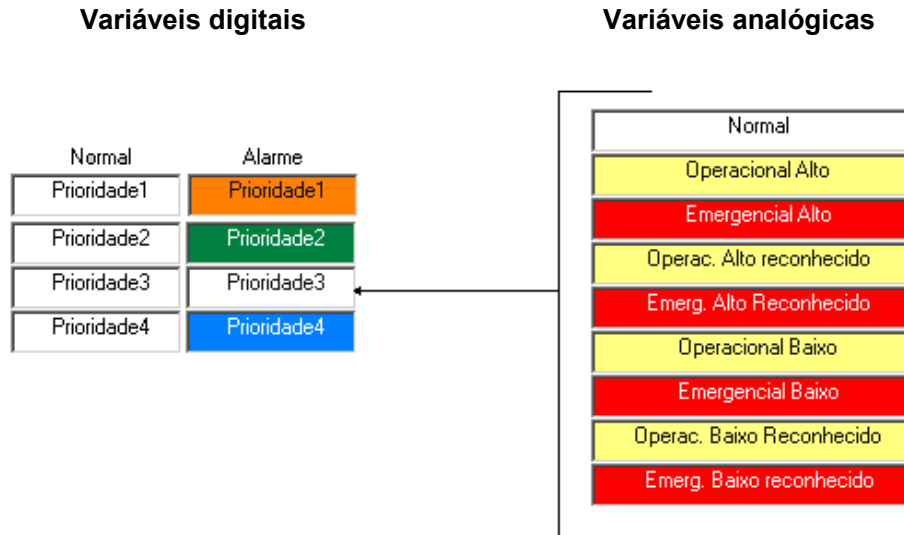 Variáveis digitais
Variáveis analógicas
Normal
Alarme
Prioridade1
Prioridade1
Prioridade2
Prioridade2
Prioridade3
Prioridade3
Prioridade4
Prioridade4
Normal
Operacional Alto
Emergencial Alto
Operac. Alto reconhecido
Emerg. Alto Reconhecido
Operacional Baixo
Emergencial Baixo
Operac. Baixo Reconhecido
Emerg. Baixo reconhecido